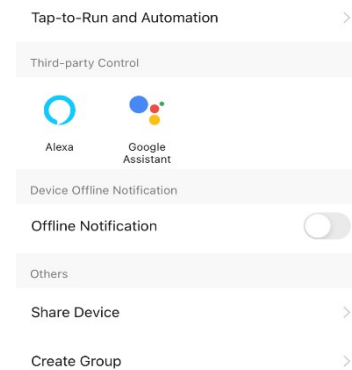 Tap-to-Run and Automation
Third-party Control
Alexa
Google
Assistant
Device Offline Notification
Offline Notification
Others
Share Device
Create Group